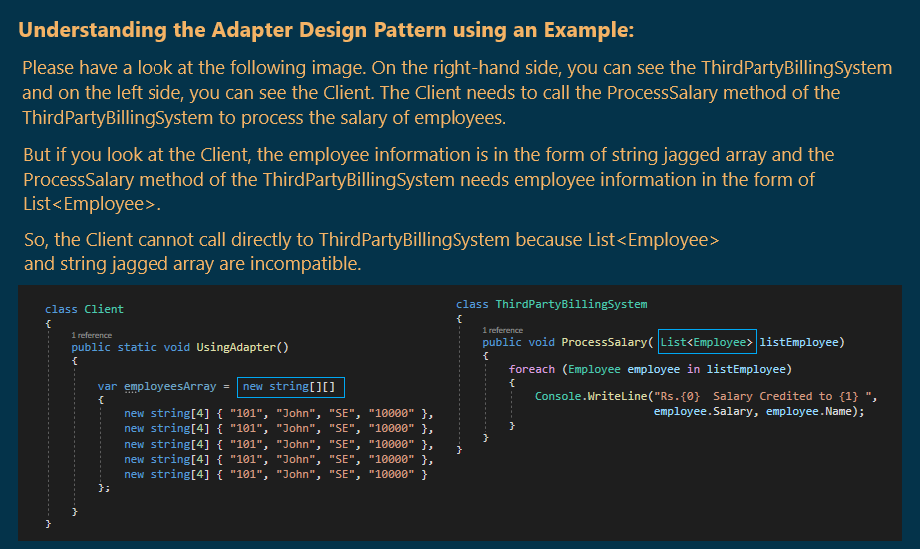 Understanding the Adapter Design Pattern using an Example:
Please have a look at the following image. On the right-hand side, you can see the ThirdPartyBillingSystem
and on the left side, you can see the Client. The Client needs to call the ProcessSalary method of the
ThirdPartyBillingSystem to process the salary of employees.
But if you look at the Client, the employee information is in the form of string jagged array and the
ProcessSalary method of the ThirdPartyBillingSystem needs employee information in the form of
List<Employee>.
So, the Client cannot call directly to ThirdPartyBillingSystem because List<Employee>
and string jagged array are incompatible.
class Client
{
1 reference
public static void UsingAdapter()
{
var employeesArray = new string[][]
{
new string[4] { "101", "John", "SE", "10000" },
new string[4] { "101", "John", "SE", "10000" },
new string[4] { "101", "John", "SE", "10000" },
new string[4] { "101", "John", "SE", "10000" },
new string[4] { "101", "John", "SE", "10000" }
};
}
}
class ThirdPartyBillingSystem
{
1 reference
public void ProcessSalary( List<Employee> listEmployee)
{
foreach (Employee employee in listEmployee)
{
Console.WriteLine("Rs.{0}  Salary Credited to {1} ",
employee.Salary, employee.Name);
}
}
}